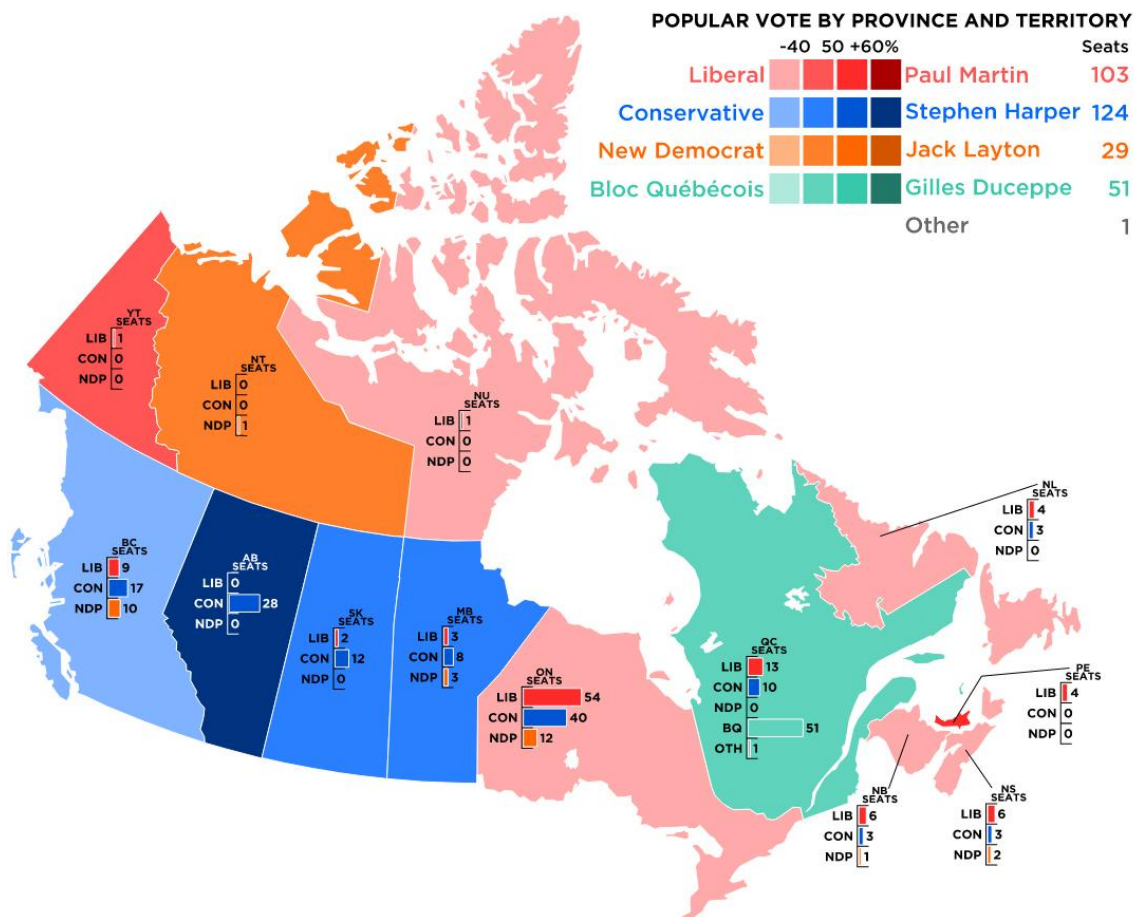 POPULAR VOTE BY PROVINCE AND TERRITORY
-40 50 +60% Seats
Liberal Paul Martin 103
Conservative Stephen Harper 124
New Democrat Jack Layton 29
Bloc Québécois Gilles Duceppe 51
Other 1
YT
SEATS
LIB 1
CON 0
NDP 0
NT
SEATS
LIB 0
CON 0
NDP 1
NU
SEATS
LIB 1
CON 0
NDP 0
NL
SEATS
LIB 4
CON 3
NDP 0
BC
SEATS
LIB 9
CON 17
NDP 10
AB
SEATS
LIB 0
CON 28
NDP 0
SK
SEATS
LIB 2
CON 12
NDP 0
MB
SEATS
LIB 3
CON 8
NDP 3
ON
SEATS
LIB 54
CON 40
NDP 12
QC
SEATS
LIB 13
CON 10
NDP 0
BQ 51
OTH 1
PE
SEATS
LIB 4
CON 0
NDP 0
NB
SEATS
LIB 6
CON 3
NDP 1
NS
SEATS
LIB 6
CON 3
NDP 2